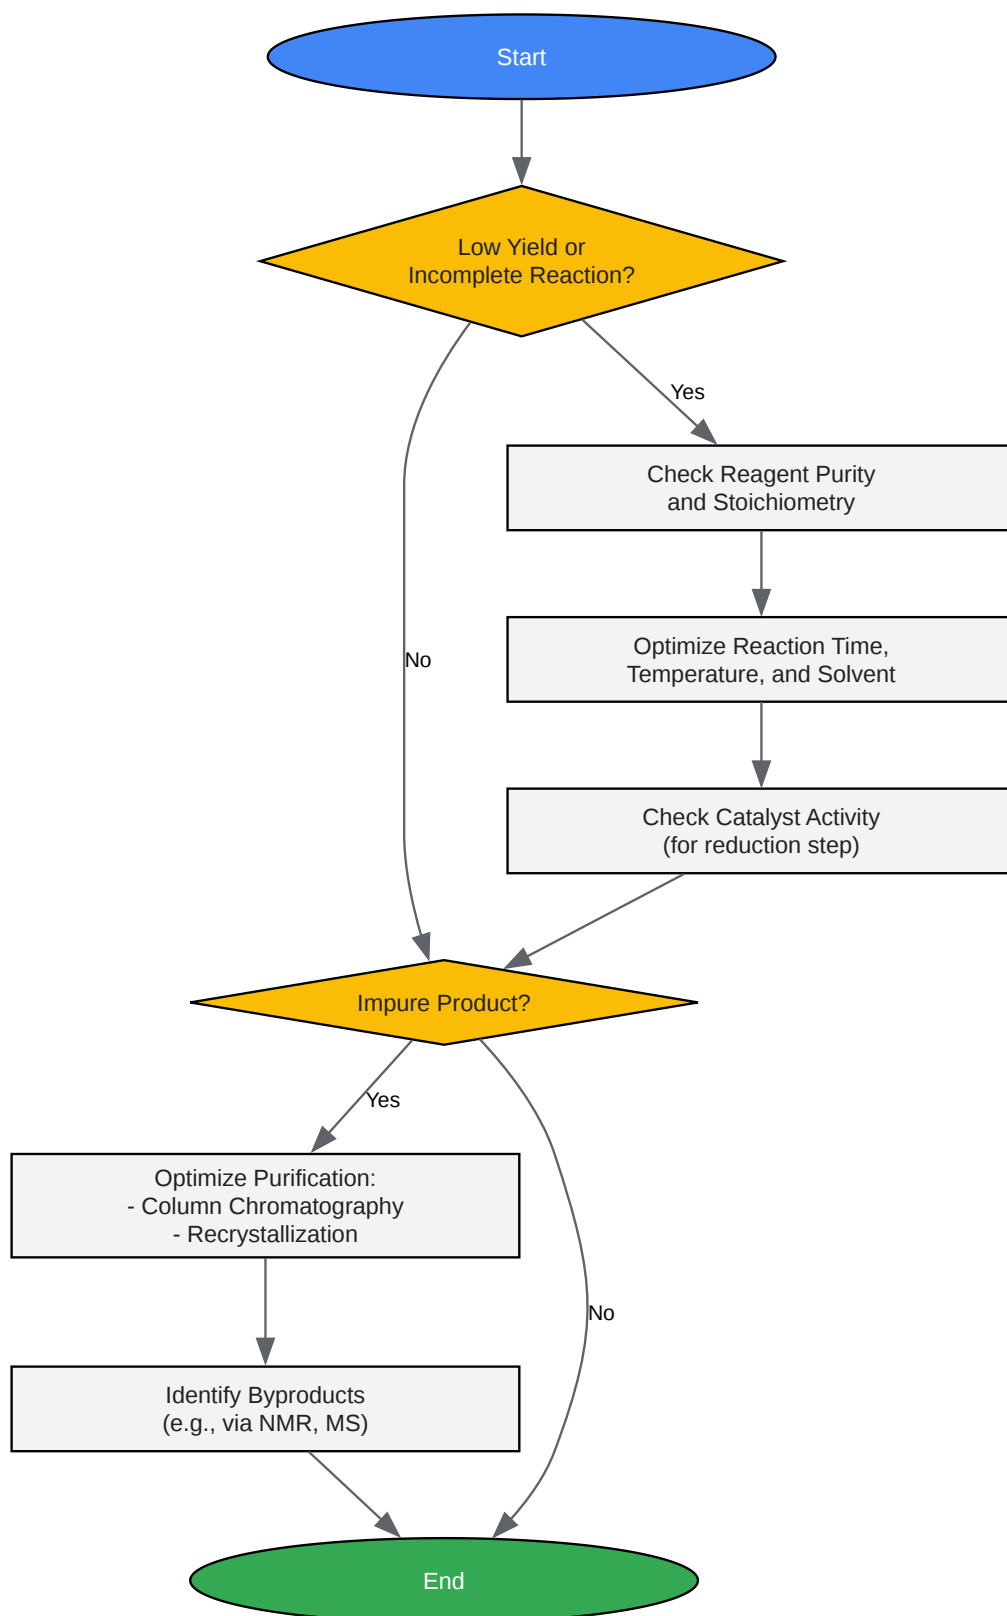 Start
Low Yield or
Incomplete Reaction?
Yes
Check Reagent Purity
and Stoichiometry
Optimize Reaction Time,
Temperature, and Solvent
No
Check Catalyst Activity
(for reduction step)
Impure Product?
Yes
Optimize Purification:
- Column Chromatography
- Recrystallization
No
Identify Byproducts
(e.g., via NMR, MS)
End